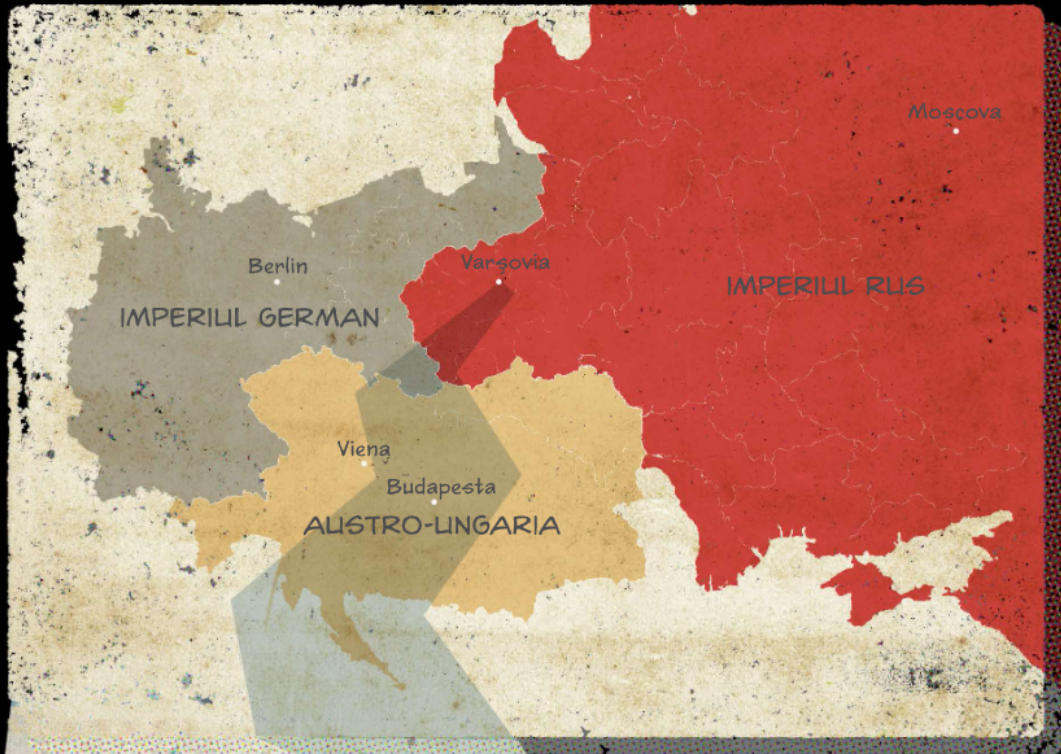 Moscova
Varșovia
Berlin
IMPERIUL RUS
IMPERIUL GERMAN
Viena
Budapesta
AUSTRO-UNGARIA